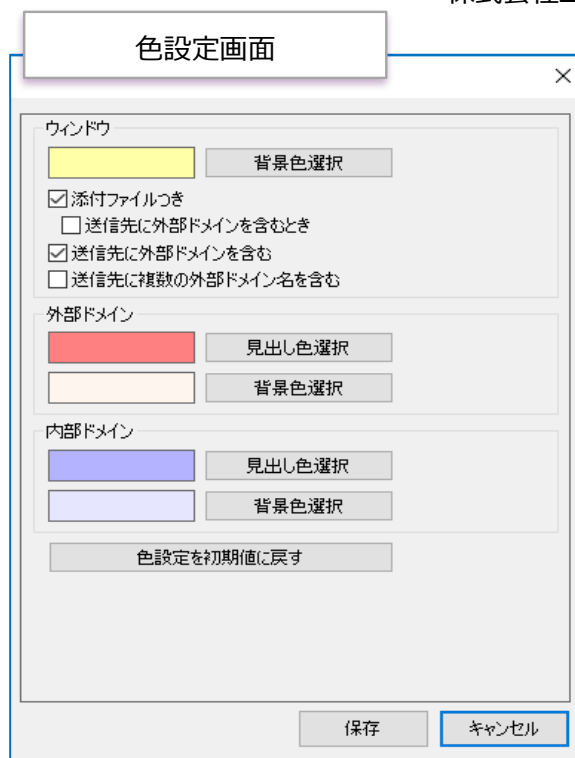 株式会社
色設定画面
ウィンドウ
背景色選択
添付ファイルつき
送信先に外部ドメインを含むとき
送信先に外部ドメインを含む
送信先に複数の外部ドメイン名を含む
外部ドメイン
見出し色選択
背景色選択
内部ドメイン
見出し色選択
背景色選択
色設定を初期値に戻す
保存 キャンセル